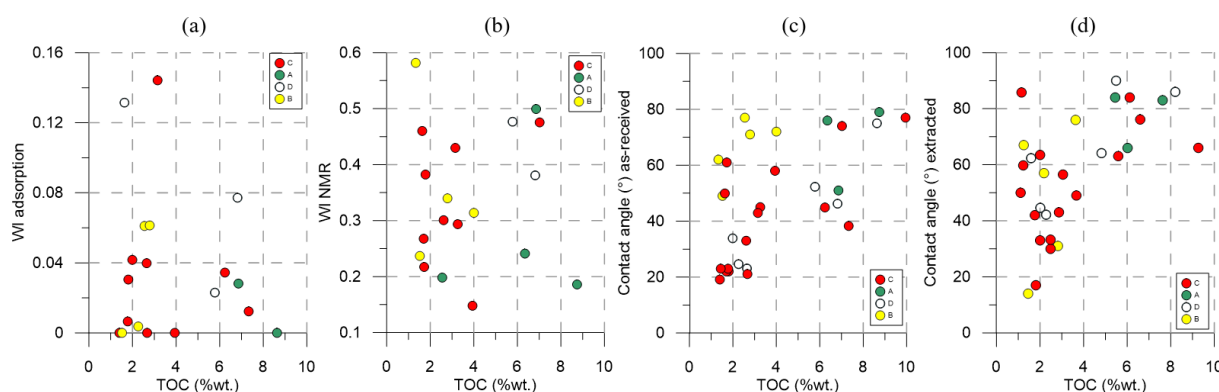 (a)
WI adsorption
0.16
0.12
0.08
0.04
0
0 2 4 6 8 10
TOC (%wt.)
C
A
D
B
(b)
WI NMR
0.6
0.5
0.4
0.3
0.2
0.1
0 2 4 6 8 10
TOC (%wt.)
C
A
D
B
(c)
Contact angle (°) as-received
100
80
60
40
20
0
0 2 4 6 8 10
TOC (%wt.)
C
A
D
B
(d)
Contact angle (°) extracted
100
80
60
40
20
0
0 2 4 6 8 10
TOC (%wt.)
C
A
D
B